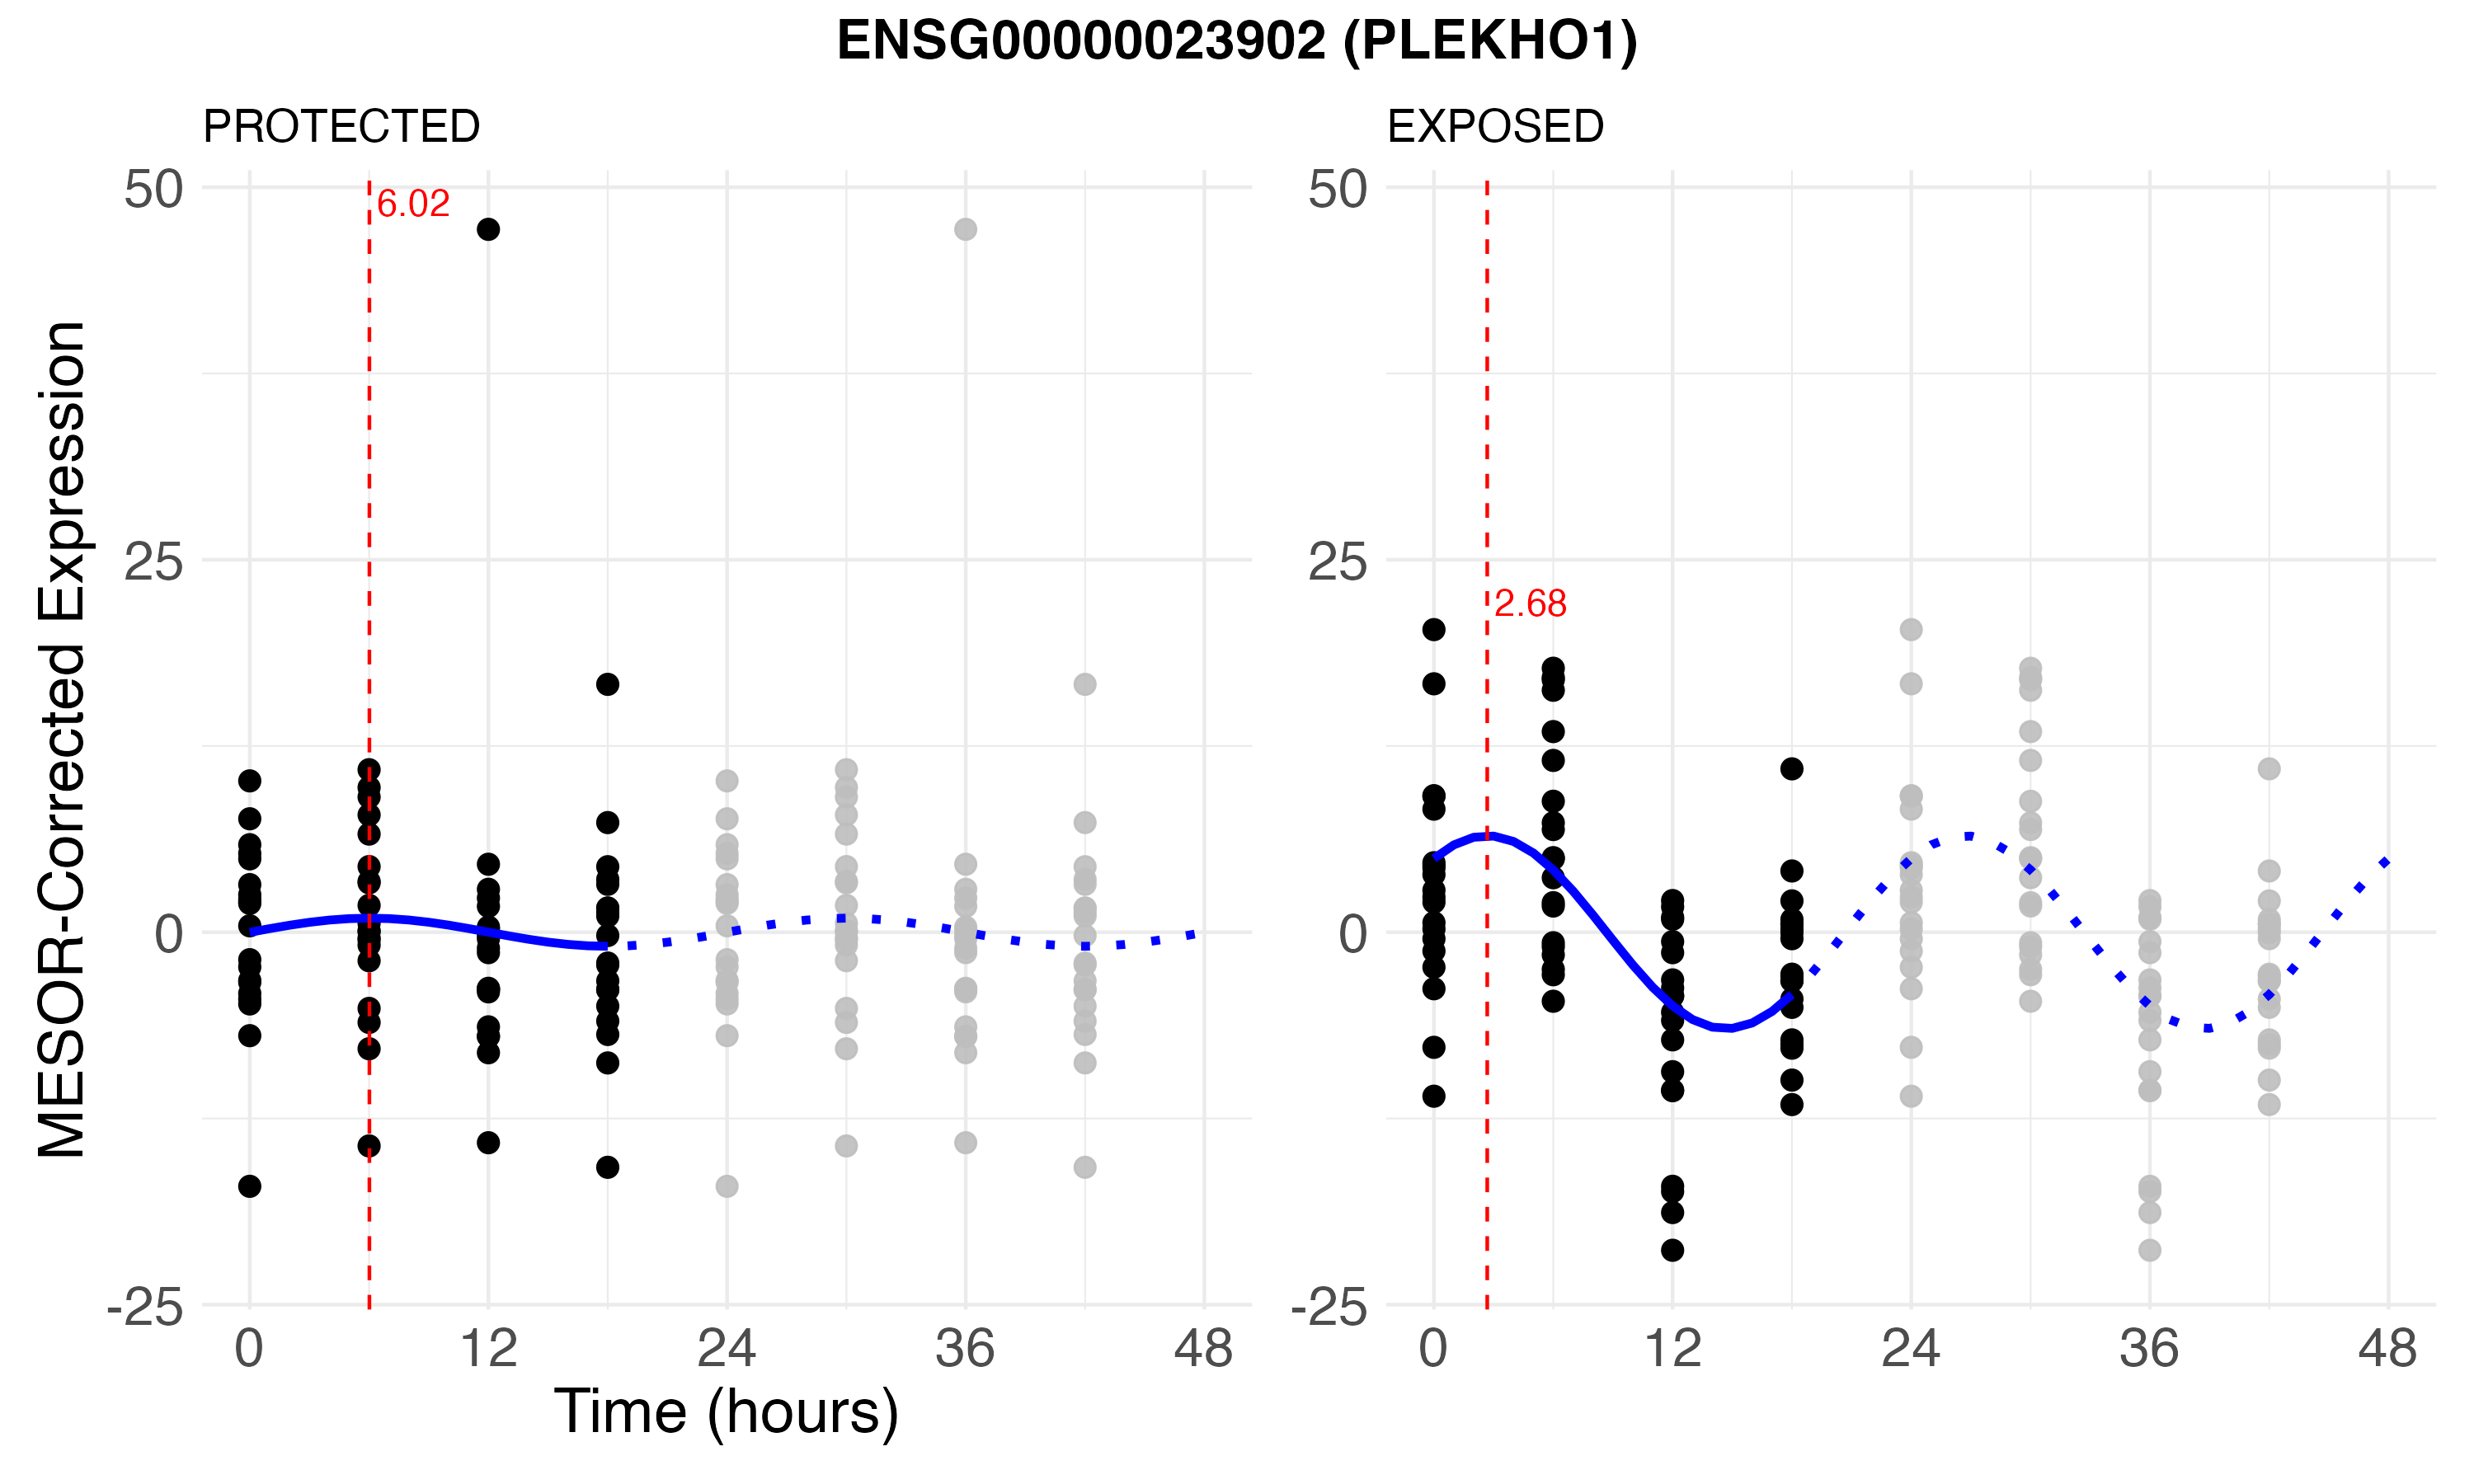 ENSG00000023902 (PLEKHO1)
PROTECTED
EXPOSED
MESOR-Corrected Expression
50
25
0
-25
6.02
0 12 24 36 48
50
25
0
-25
2.68
0 12 24 36 48
Time (hours)